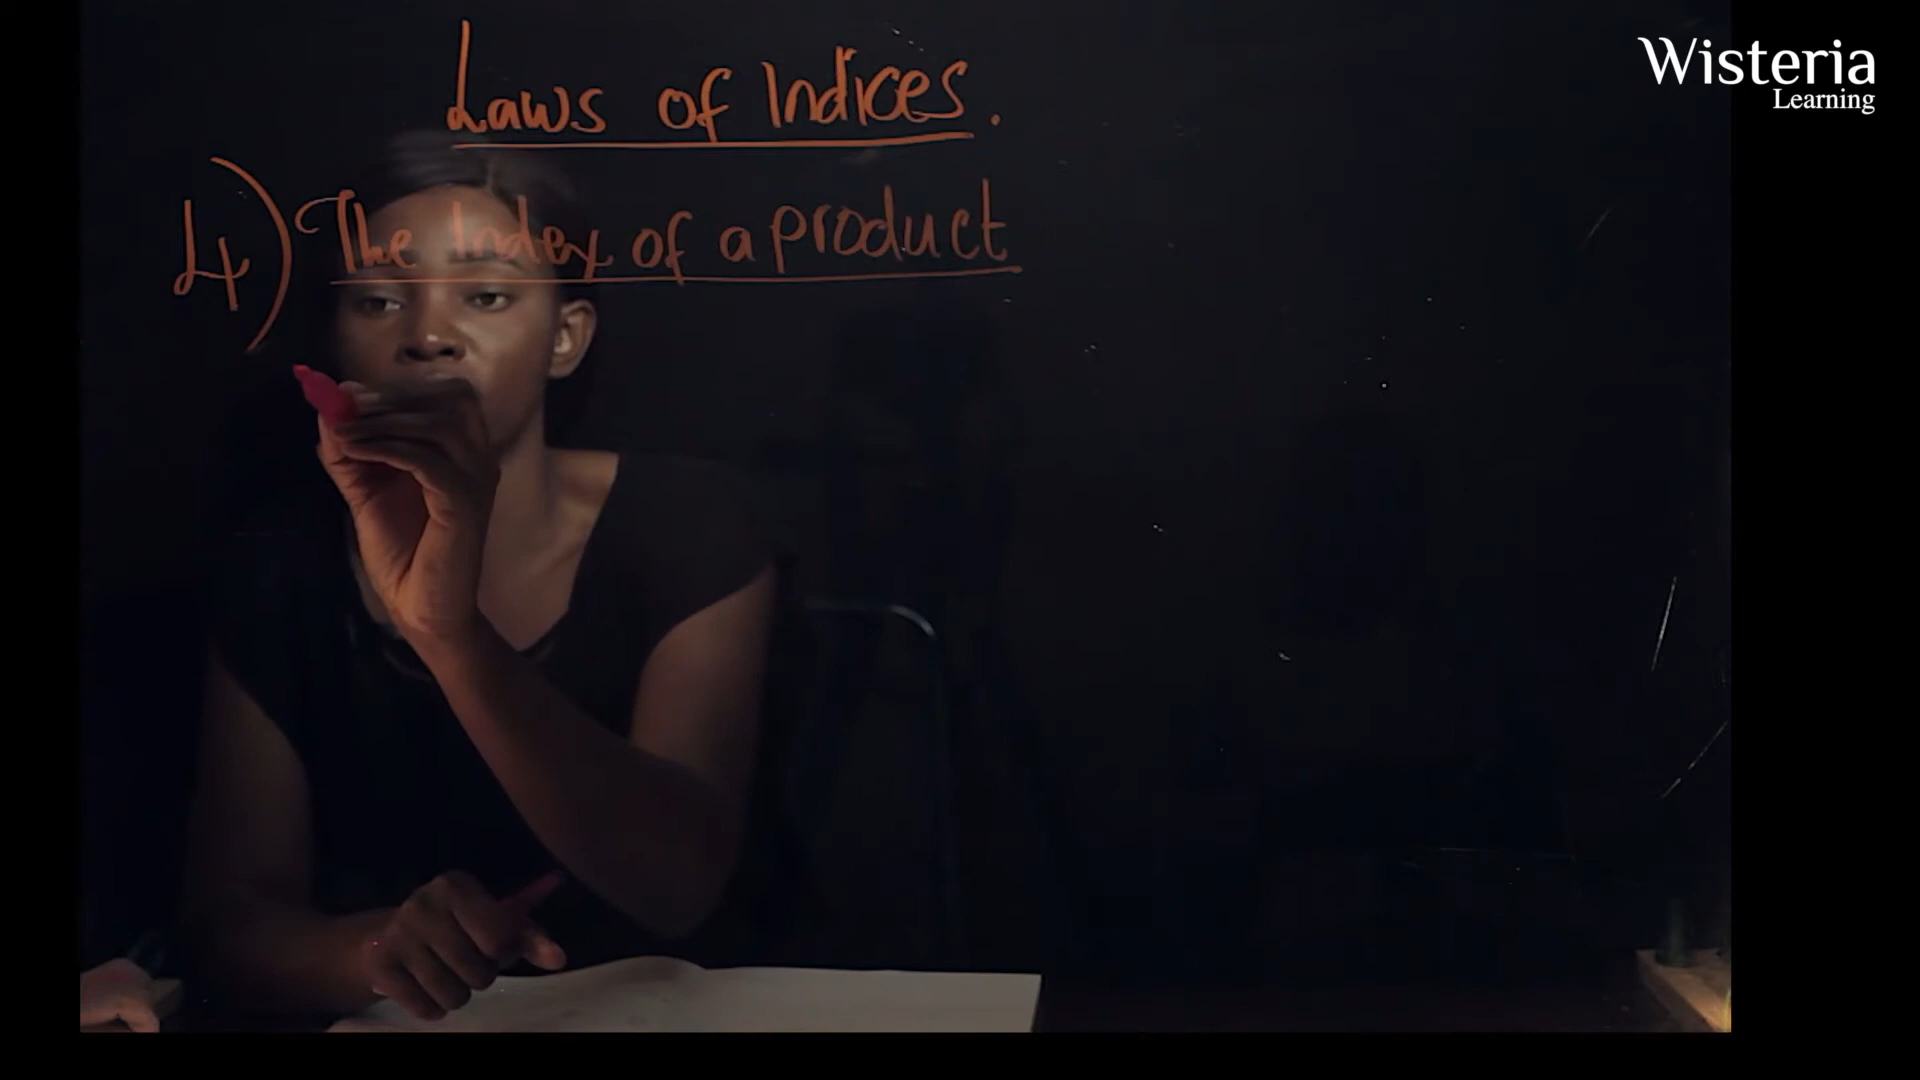 Laws of Indices.
4) The Index of a product
Wisteria
Learning